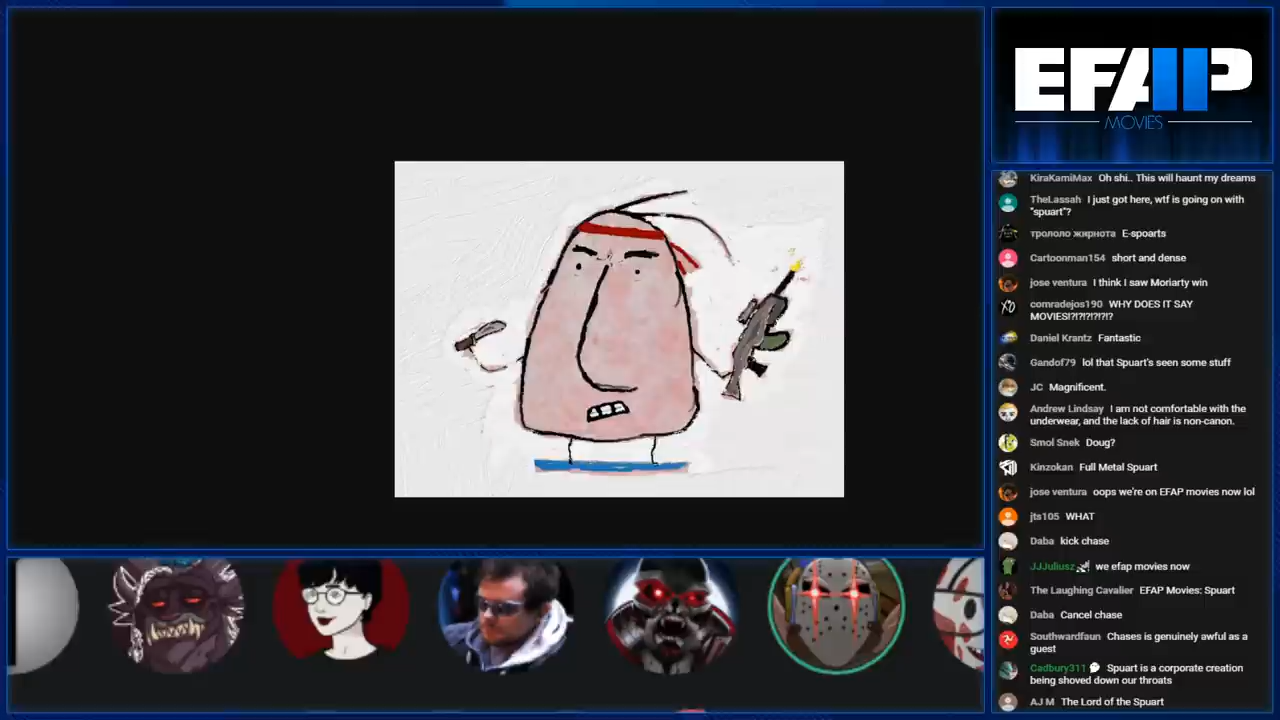 EFAP
MOVIES
KiraKamiMax Oh shi.. This will haunt my dreams
TheLassah I just got here, wtf is going on with
"spuart"?
трололо жирнота E-spoarts
Cartoonman154 short and dense
jose ventura I think I saw Moriarty win
comradejos190 WHY DOES IT SAY
MOVIES!?!?!?!?!?!?
Daniel Krantz Fantastic
Gandof79 lol that Spuart's seen some stuff
JC Magnificent.
Andrew Lindsay I am not comfortable with the
underwear, and the lack of hair is non-canon.
Smol Snek Doug?
Kinzokan Full Metal Spuart
jose ventura oops we're on EFAP movies now lol
jts105 WHAT
Daba kick chase
JJJuliusz we efap movies now
The Laughing Cavalier EFAP Movies: Spuart
Daba Cancel chase
Southwardfaun Chases is genuinely awful as a
guest
Cadbury311 Spuart is a corporate creation
being shoved down our throats
AJ M The Lord of the Spuart